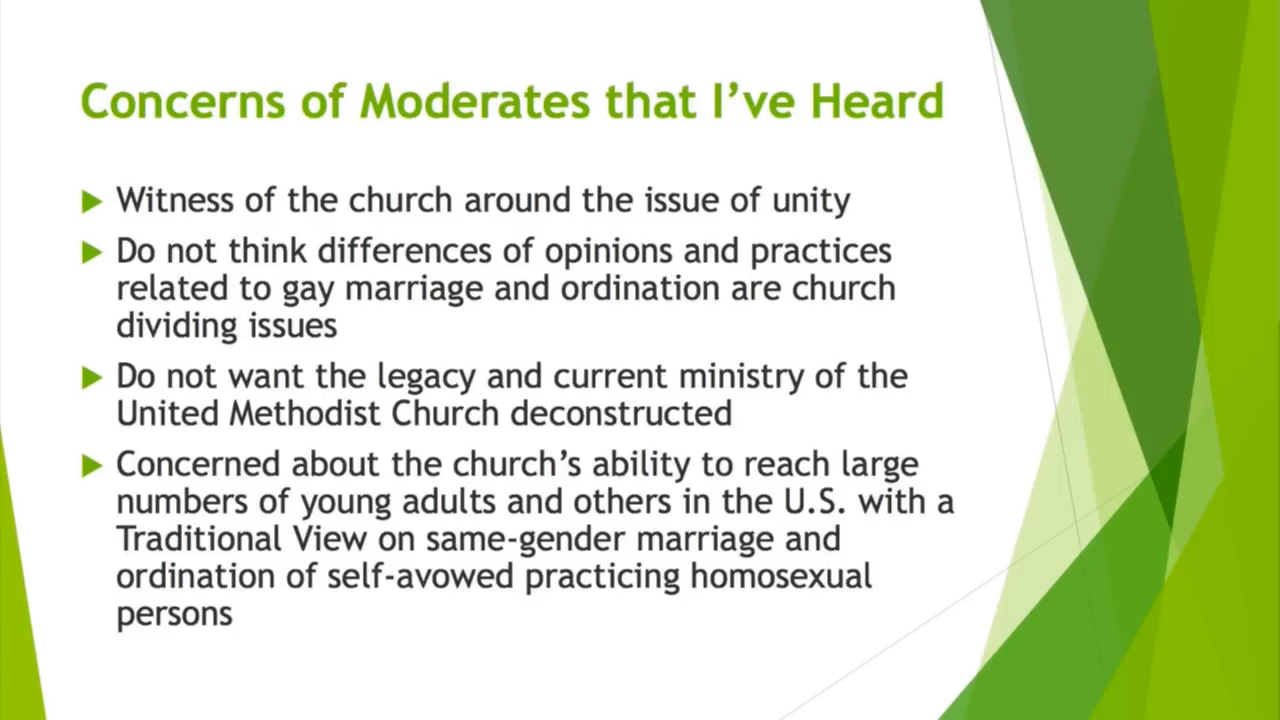 Concerns of Moderates that I’ve Heard
Witness of the church around the issue of unity
Do not think differences of opinions and practices
related to gay marriage and ordination are church
dividing issues
Do not want the legacy and current ministry of the
United Methodist Church deconstructed
Concerned about the church’s ability to reach large
numbers of young adults and others in the U.S. with a
Traditional View on same-gender marriage and
ordination of self-avowed practicing homosexual
persons